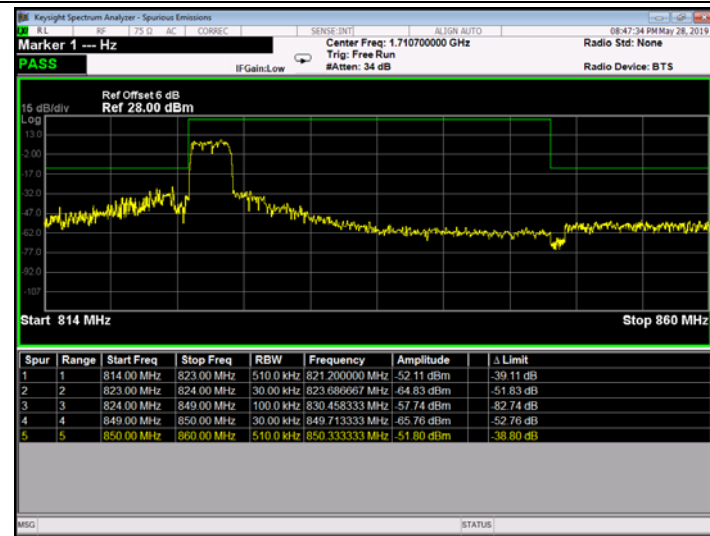 Keysight Spectrum Analyzer - Spurious Emissions
RL RF 75 Ω AC CORREC SENSE:INT ALIGN AUTO 08:47:34 PM May 28, 2019
Marker 1 --- Hz Center Freq: 1.710700000 GHz Radio Std: None
Trig: Free Run
PASS IFGain:Low #Atten: 34 dB Radio Device: BTS
Ref Offset 6 dB
15 dB/div Ref 28.00 dBm
Log
13.0
-2.00
-17.0
-32.0
-47.0
-62.0
-77.0
-92.0
-107
Start 814 MHz Stop 860 MHz
Spur Range Start Freq Stop Freq RBW Frequency Amplitude Δ Limit
1 1 814.00 MHz 823.00 MHz 510.0 kHz 821.200000 MHz -52.11 dBm -39.11 dB
2 2 823.00 MHz 824.00 MHz 30.00 kHz 823.686667 MHz -64.83 dBm -51.83 dB
3 3 824.00 MHz 849.00 MHz 100.0 kHz 830.458333 MHz -57.74 dBm -82.74 dB
4 4 849.00 MHz 850.00 MHz 30.00 kHz 849.713333 MHz -65.76 dBm -52.76 dB
5 5 850.00 MHz 860.00 MHz 510.0 kHz 850.333333 MHz -51.80 dBm -38.80 dB
MSG STATUS